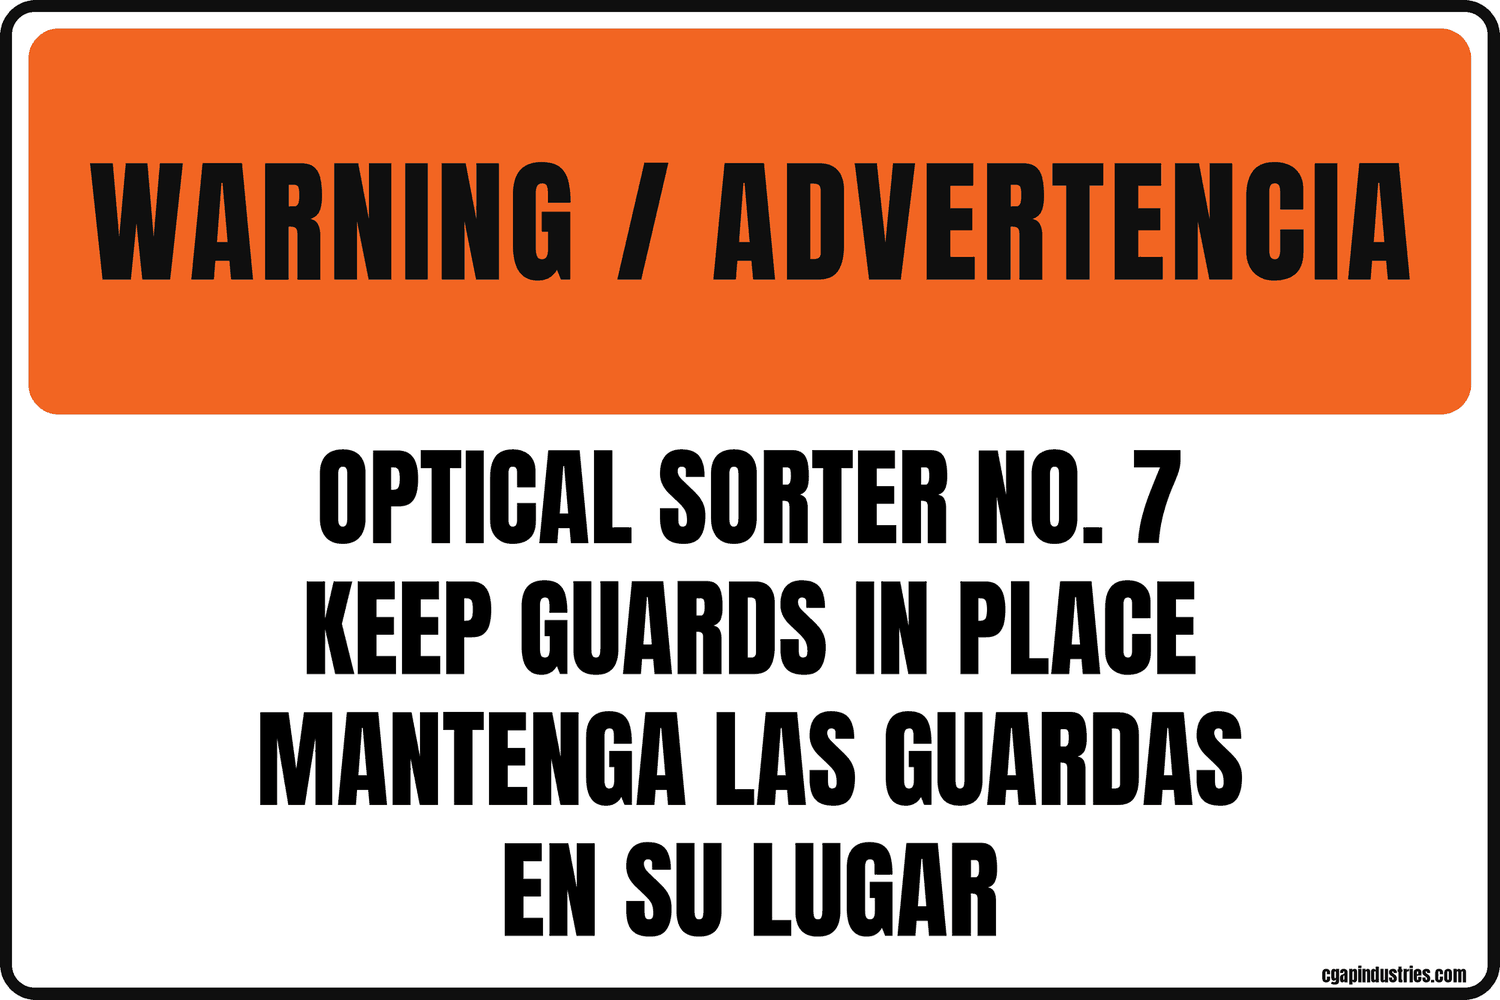 WARNING / ADVERTENCIA
OPTICAL SORTER NO. 7
KEEP GUARDS IN PLACE
MANTENGA LAS GUARDAS
EN SU LUGAR
cgapindustries.com